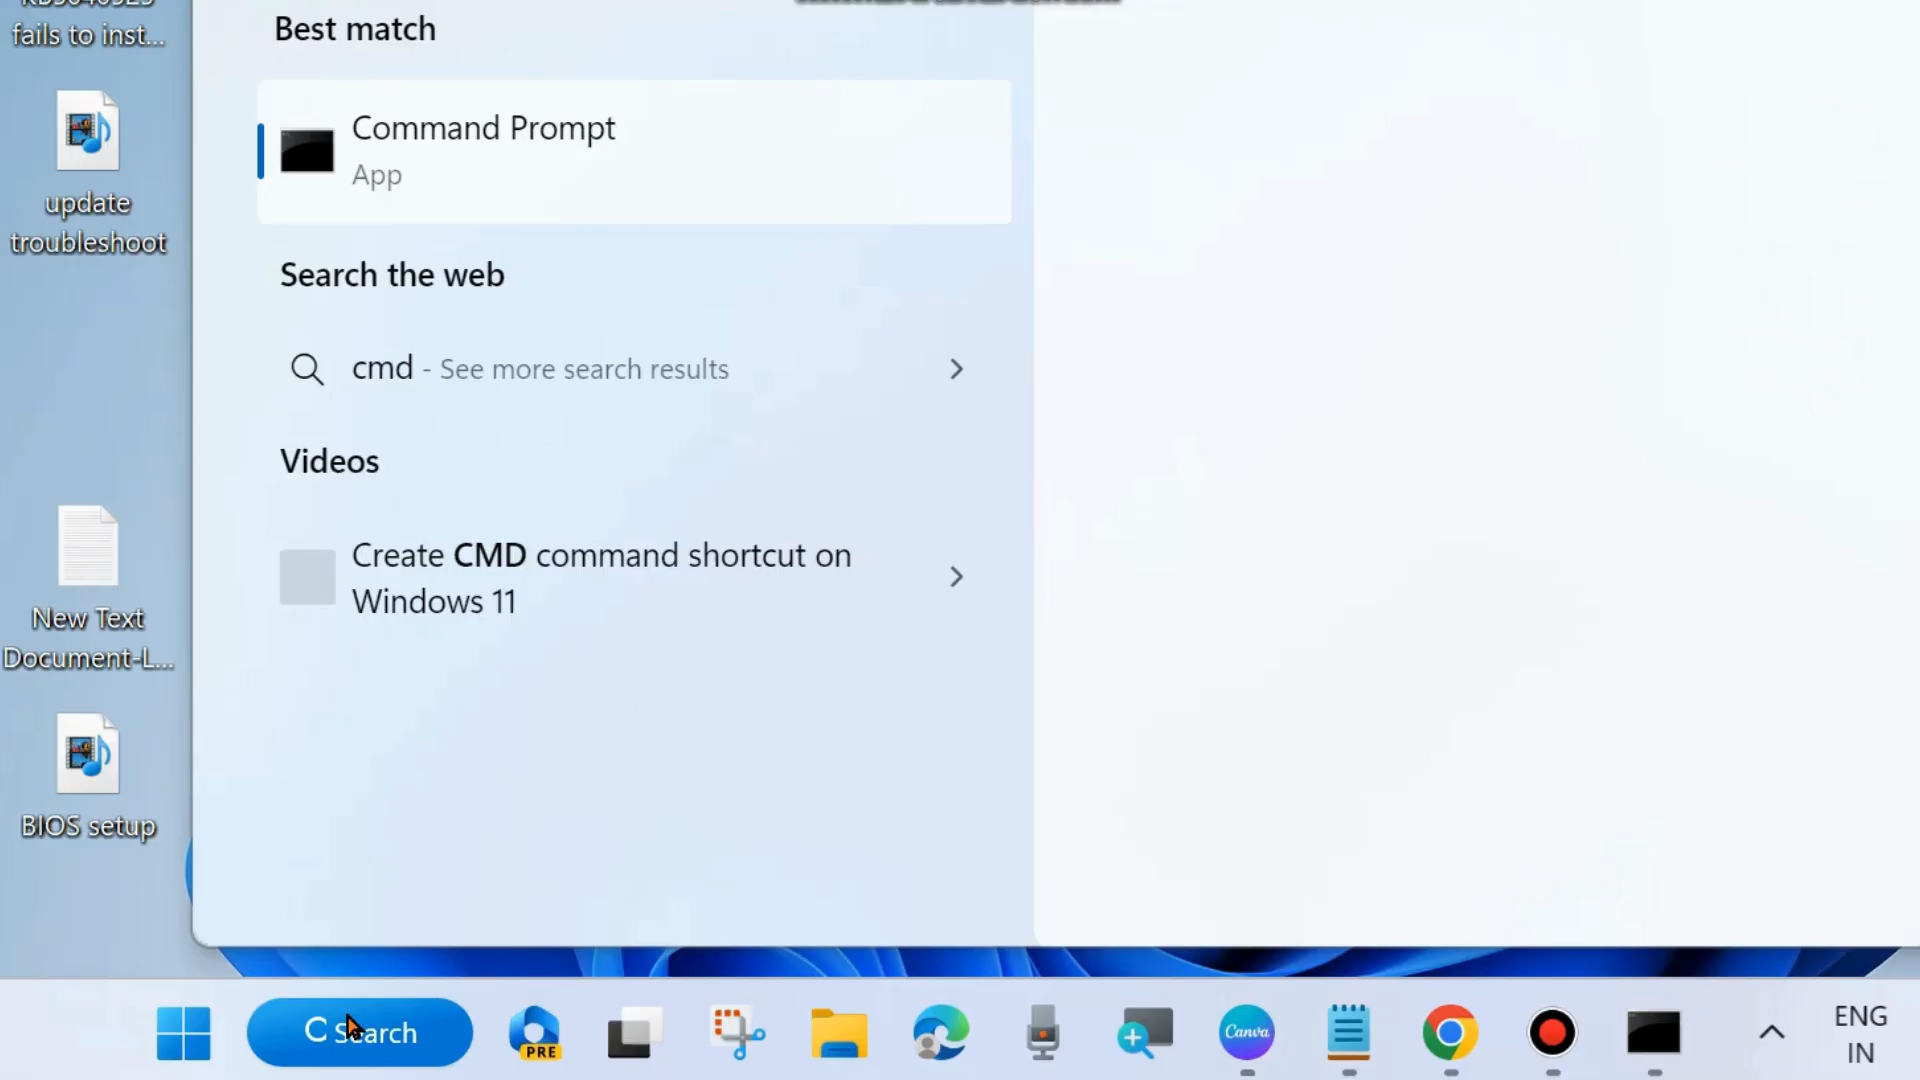 fails to inst...
update
troubleshoot
New Text
Document-L...
BIOS setup
Best match
Command Prompt
App
Search the web
cmd - See more search results
Videos
Create CMD command shortcut on
Windows 11
Search
PRE
Canva
ENG
IN